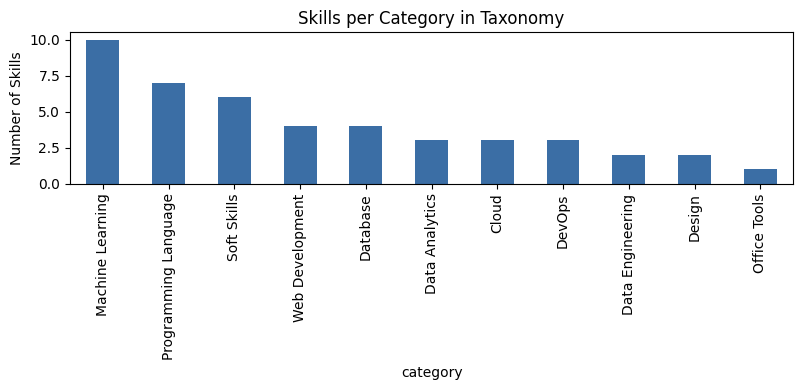 Skills per Category in Taxonomy
Number of Skills
10.0
7.5
5.0
2.5
0.0
Machine Learning
Programming Language
Soft Skills
Web Development
Database
Data Analytics
Cloud
DevOps
Data Engineering
Design
Office Tools
category